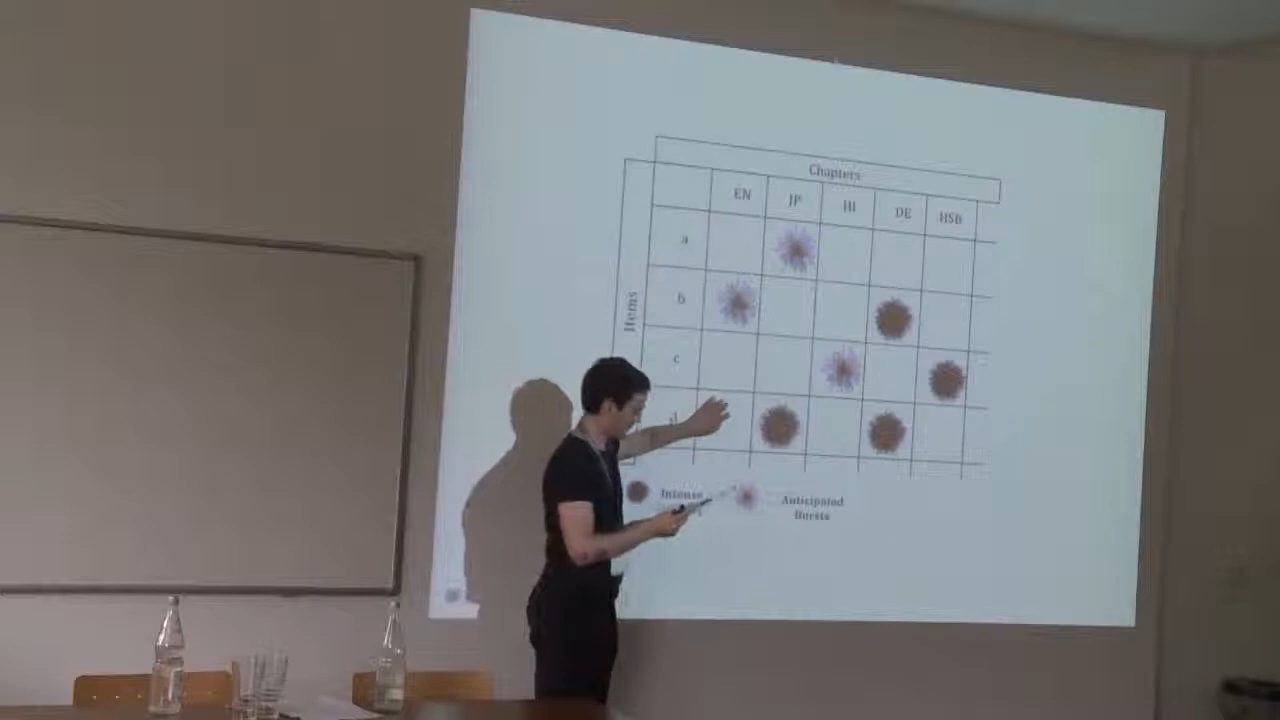 Chapters
EN JP HI DE HSB
a
b
Items
c
d
Intense
Anticipated
Bursts